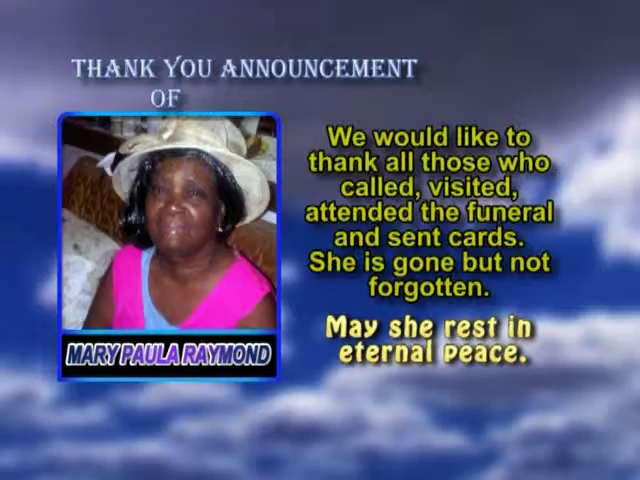 THANK YOU ANNOUNCEMENT
OF
We would like to
thank all those who
called, visited,
attended the funeral
and sent cards.
She is gone but not
forgotten.
May she rest in
eternal peace.
MARY PAULA RAYMOND